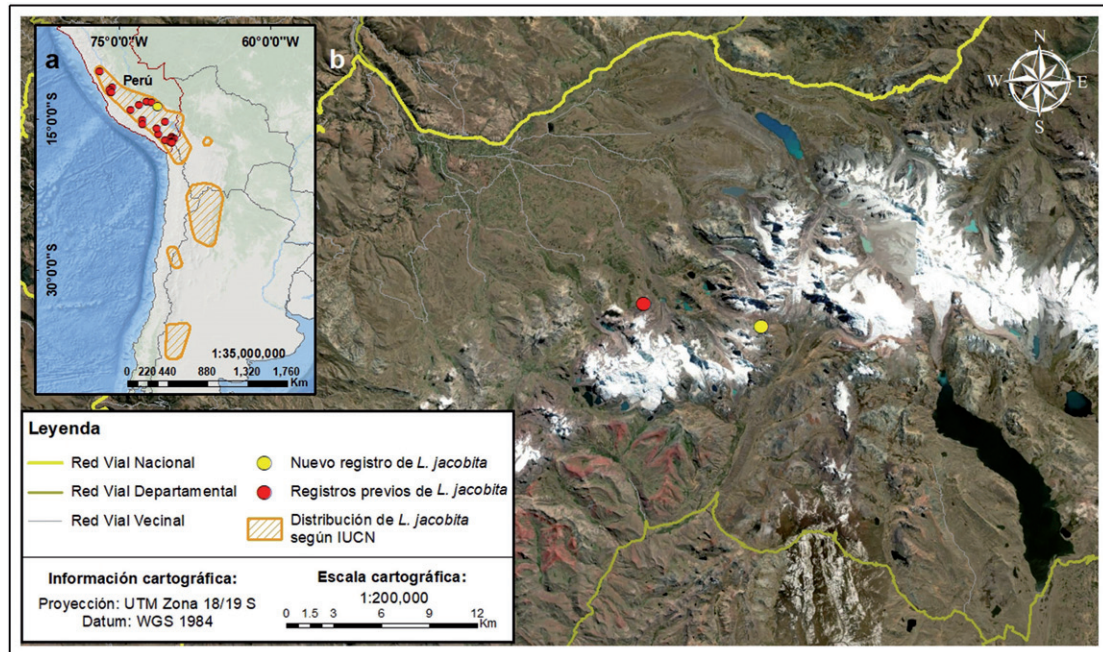 75°0'0"W 60°0'0"W
a
Perú
15°0'0"S
30°0'0"S
1:35,000,000
0 220 440 880 1,320 1,760
Km
b
N
W E
S
Leyenda
Red Vial Nacional
Red Vial Departamental
Red Vial Vecinal
Nuevo registro de L. jacobita
Registros previos de L. jacobita
Distribución de L. jacobita
según IUCN
Información cartográfica:
Proyección: UTM Zona 18/19 S
Datum: WGS 1984
Escala cartográfica:
1:200,000
0 1.5 3 6 9 12
Km